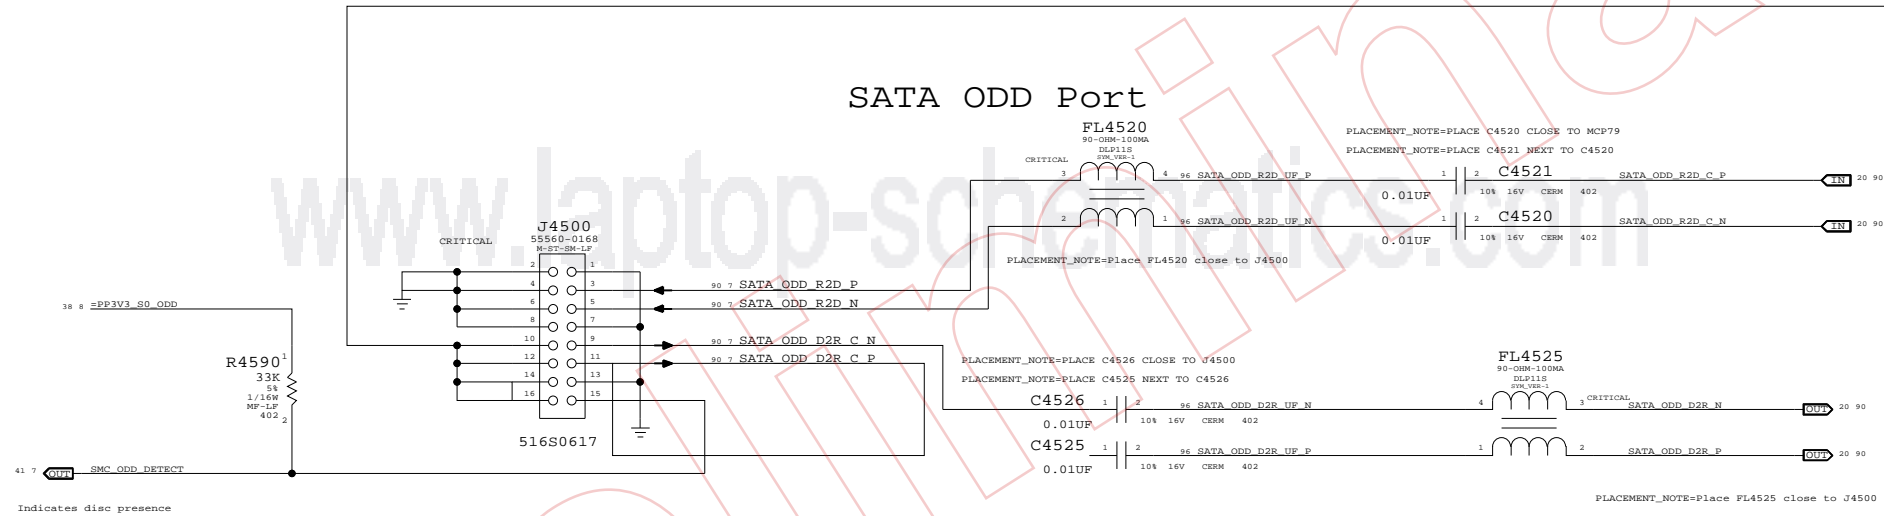 SATA ODD Port
FL4520
90-OHM-100MA
DLP11S
SYM_VER-1
CRITICAL
3
4
2
1
96 SATA_ODD_R2D_UF_P
96 SATA_ODD_R2D_UF_N
PLACEMENT_NOTE=Place FL4520 close to J4500
PLACEMENT_NOTE=PLACE C4520 CLOSE TO MCP79
PLACEMENT_NOTE=PLACE C4521 NEXT TO C4520
1 2 C4521
0.01UF
10% 16V CERM 402
SATA_ODD_R2D_C_P
IN 20 90
1 2 C4520
0.01UF
10% 16V CERM 402
SATA_ODD_R2D_C_N
IN 20 90
www.laptop-schematics.com
J4500
55560-0168
M-ST-SM-LF
CRITICAL
2 1
4 3
6 5
8 7
10 9
12 11
14 13
16 15
516S0617
90 7 SATA_ODD_R2D_P
90 7 SATA_ODD_R2D_N
90 7 SATA_ODD_D2R_C_N
90 7 SATA_ODD_D2R_C_P
38 8 =PP3V3_S0_ODD
R4590
1
33K
5%
1/16W
MF-LF
402
2
41 7 OUT SMC_ODD_DETECT
Indicates disc presence
PLACEMENT_NOTE=PLACE C4526 CLOSE TO J4500
PLACEMENT_NOTE=PLACE C4525 NEXT TO C4526
C4526 1 2
0.01UF
10% 16V CERM 402
96 SATA_ODD_D2R_UF_N
C4525 1 2
0.01UF
10% 16V CERM 402
96 SATA_ODD_D2R_UF_P
FL4525
90-OHM-100MA
DLP11S
SYM_VER-1
CRITICAL
4
3
1
2
SATA_ODD_D2R_N
OUT 20 90
SATA_ODD_D2R_P
OUT 20 90
PLACEMENT_NOTE=Place FL4525 close to J4500